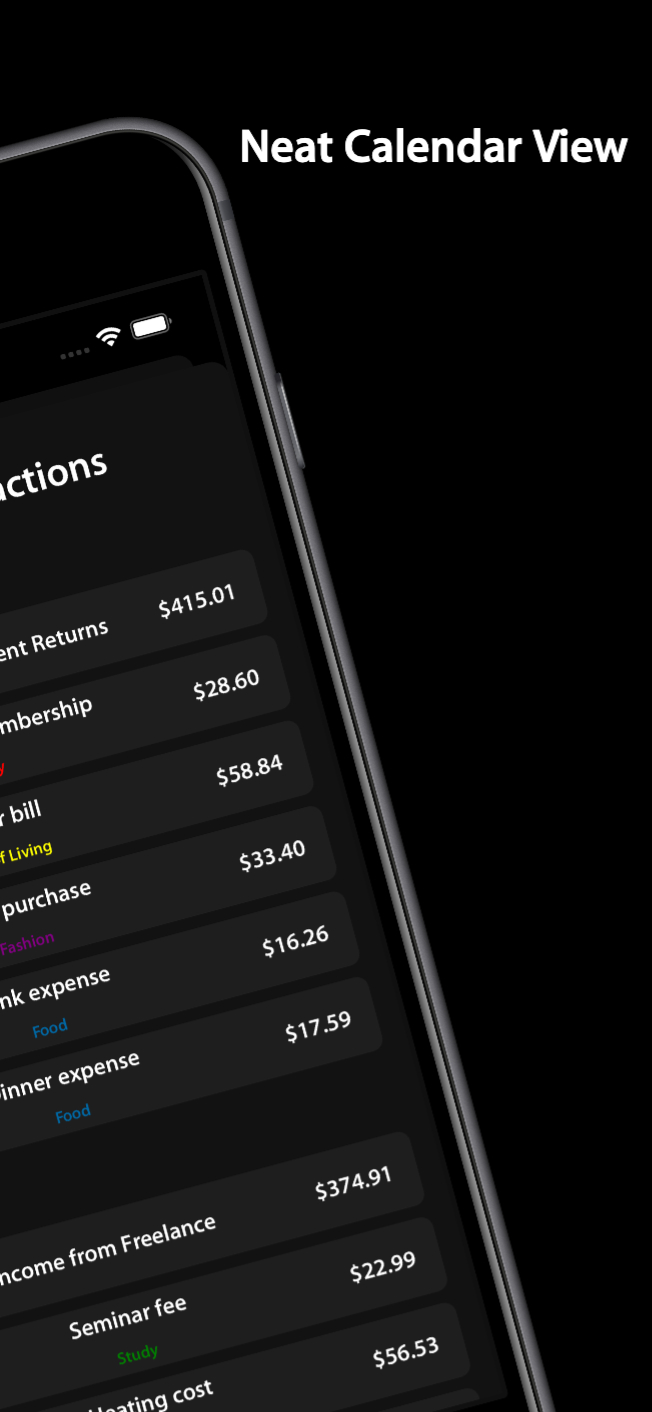 Neat Calendar View
actions
ent Returns $415.01
mbership $28.60
y
r bill $58.84
f Living
purchase $33.40
Fashion
nk expense $16.26
Food
inner expense $17.59
Food
ncome from Freelance $374.91
Seminar fee $22.99
Study
Heating cost $56.53